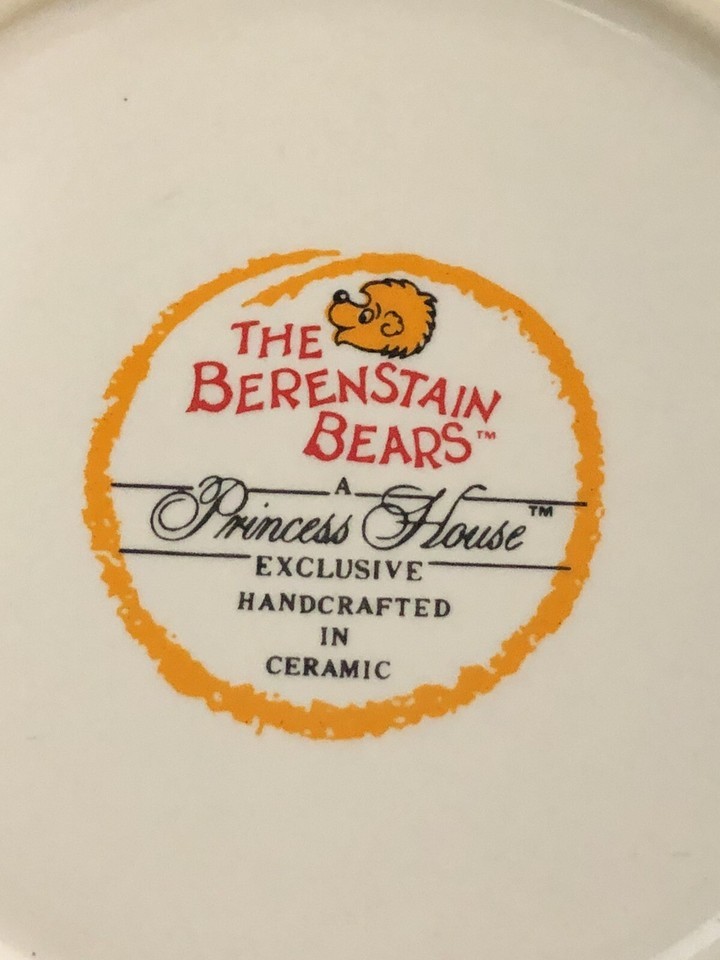 THE
BERENSTAIN
BEARS™
A
Princess House™
EXCLUSIVE
HANDCRAFTED
IN
CERAMIC